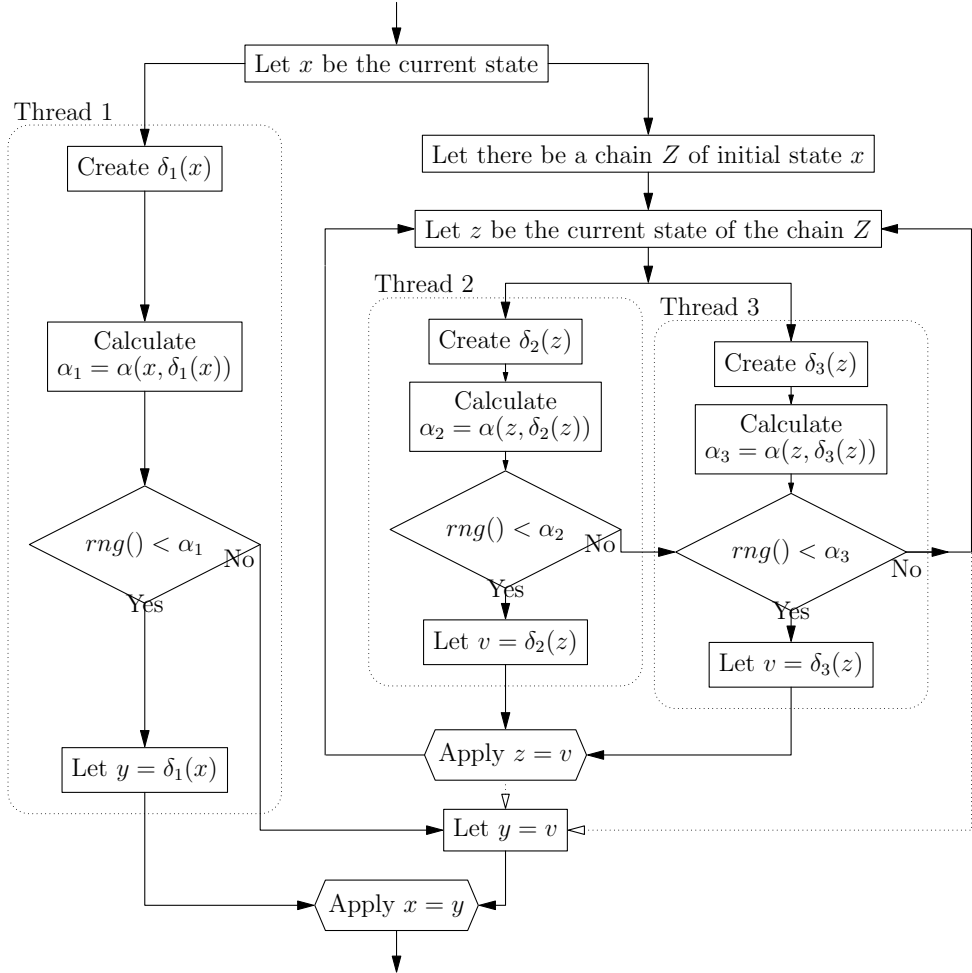 Let x be the current state
Thread 1
Create δ₁(x)
Calculate
α₁ = α(x, δ₁(x))
rng() < α₁
No
Yes
Let y = δ₁(x)
Let there be a chain Z of initial state x
Let z be the current state of the chain Z
Thread 2
Create δ₂(z)
Calculate
α₂ = α(z, δ₂(z))
rng() < α₂
No
Yes
Let v = δ₂(z)
Thread 3
Create δ₃(z)
Calculate
α₃ = α(z, δ₃(z))
rng() < α₃
No
Yes
Let v = δ₃(z)
Apply z = v
Let y = v
Apply x = y